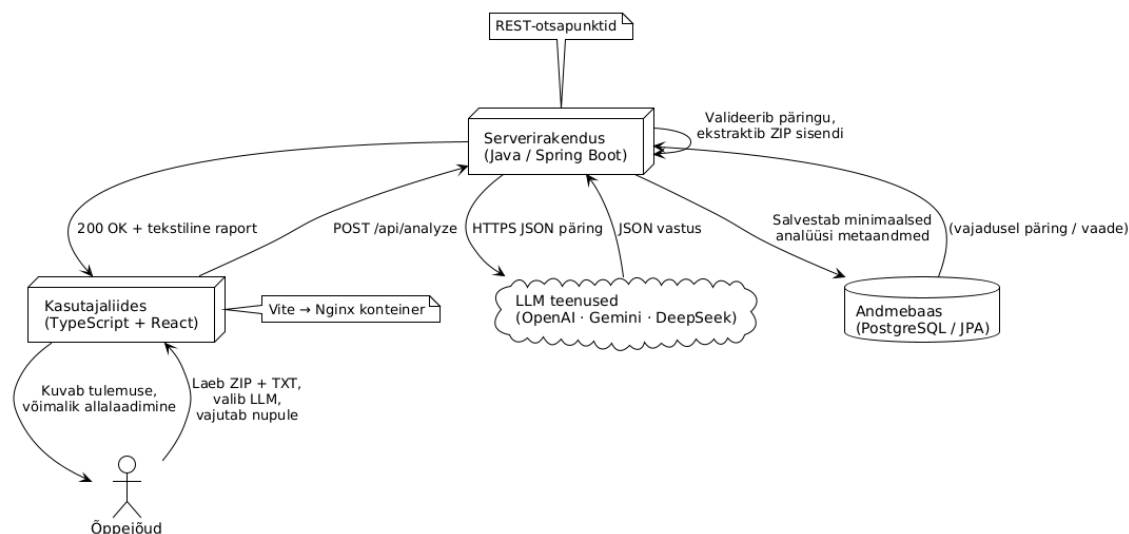 REST-otsapunktid
Serverirakendus
(Java / Spring Boot)
Valideerib päringu,
ekstraktib ZIP sisendi
200 OK + tekstiline raport
POST /api/analyze
HTTPS JSON päring
JSON vastus
Salvestab minimaalsed
analüüsi metaandmed
(vajadusel päring / vaade)
Kasutajaliides
(TypeScript + React)
Vite → Nginx konteiner
LLM teenused
(OpenAI · Gemini · DeepSeek)
Andmebaas
(PostgreSQL / JPA)
Kuvab tulemuse,
võimalik allalaadimine
Laeb ZIP + TXT,
valib LLM,
vajutab nupule
Õppejõud